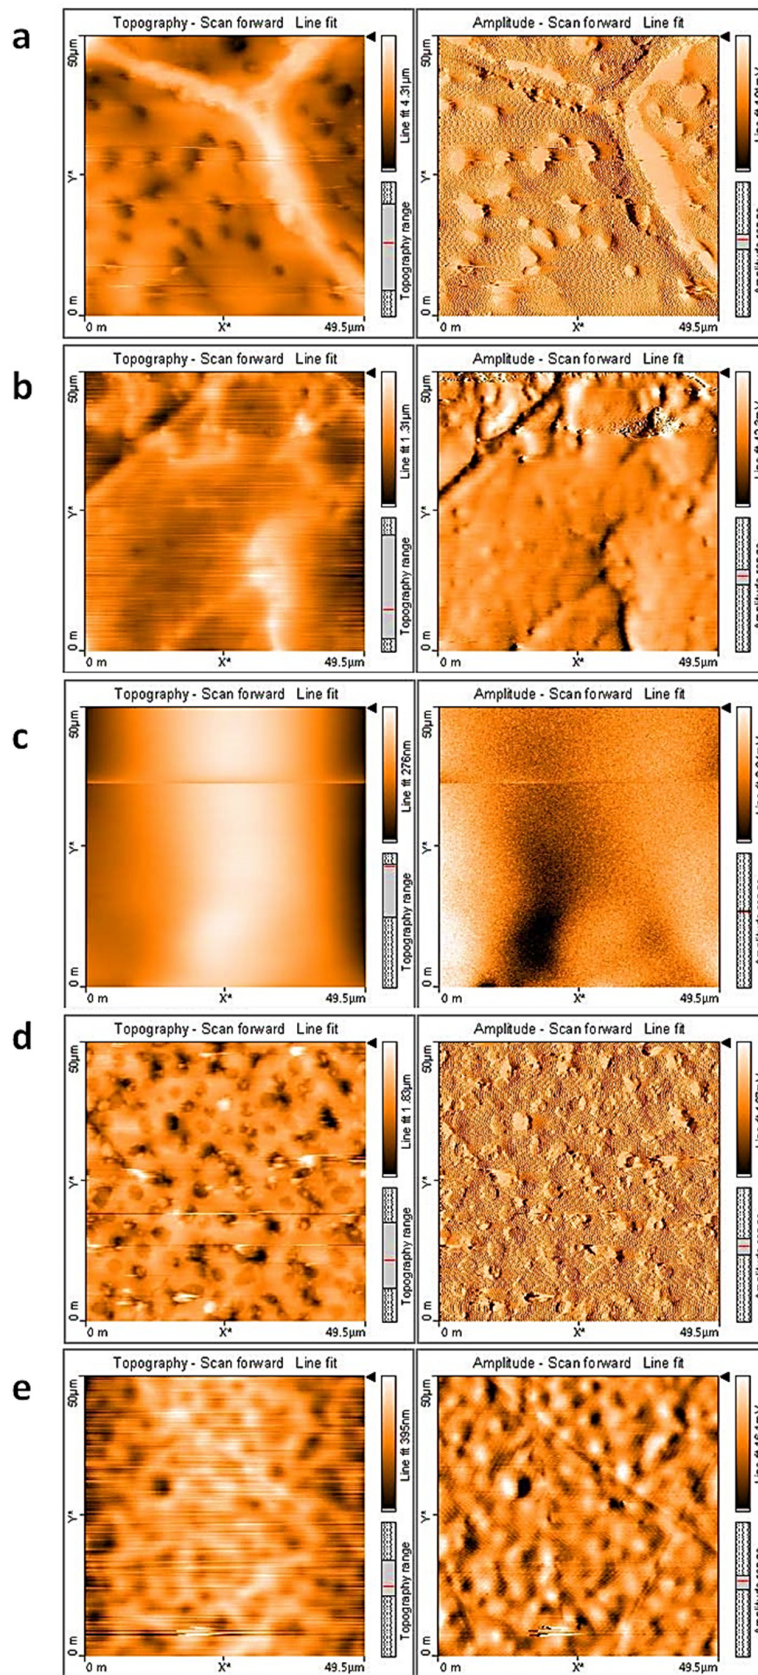 a
Topography - Scan forward Line fit
50µm
Y*
0 m
0 m
X*
49.5µm
Line fit 4.31µm
Topography range
Amplitude - Scan forward Line fit
50µm
Y*
0 m
0 m
X*
49.5µm
b
Topography - Scan forward Line fit
50µm
Y*
0 m
0 m
X*
49.5µm
Line fit 1.31µm
Topography range
Amplitude - Scan forward Line fit
50µm
Y*
0 m
0 m
X*
49.5µm
c
Topography - Scan forward Line fit
50µm
Y*
0 m
0 m
X*
49.5µm
Line fit 276nm
Topography range
Amplitude - Scan forward Line fit
50µm
Y*
0 m
0 m
X*
49.5µm
d
Topography - Scan forward Line fit
50µm
Y*
0 m
0 m
X*
49.5µm
Line fit 1.83µm
Topography range
Amplitude - Scan forward Line fit
50µm
Y*
0 m
0 m
X*
49.5µm
e
Topography - Scan forward Line fit
50µm
Y*
0 m
0 m
X*
49.5µm
Line fit 395nm
Topography range
Amplitude - Scan forward Line fit
50µm
Y*
0 m
0 m
X*
49.5µm